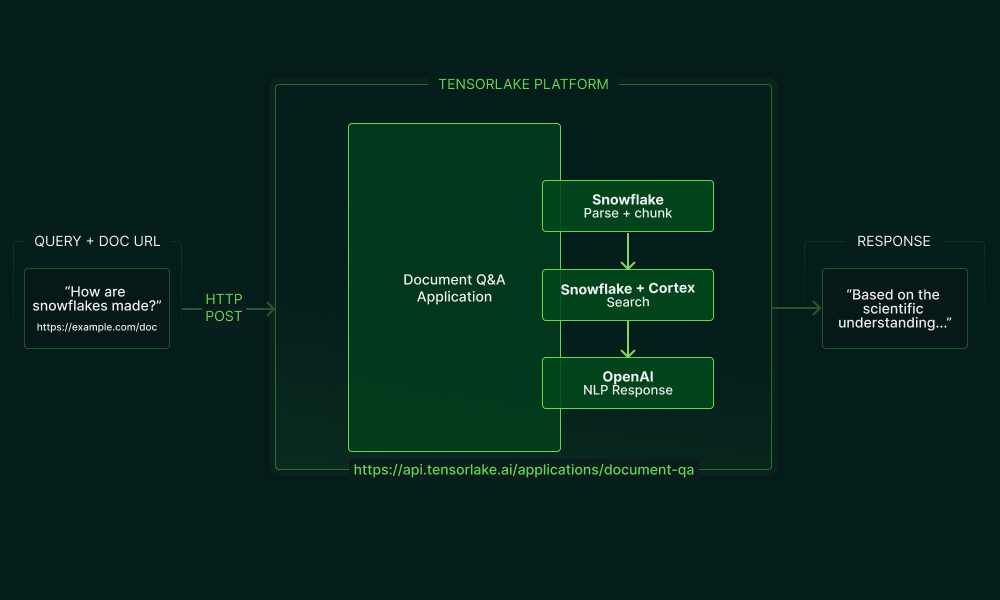 TENSORLAKE PLATFORM
QUERY + DOC URL
“How are
snowflakes made?”
https://example.com/doc
HTTP
POST
Document Q&A
Application
Snowflake
Parse + chunk
Snowflake + Cortex
Search
OpenAI
NLP Response
https://api.tensorlake.ai/applications/document-qa
RESPONSE
“Based on the
scientific
understanding...”